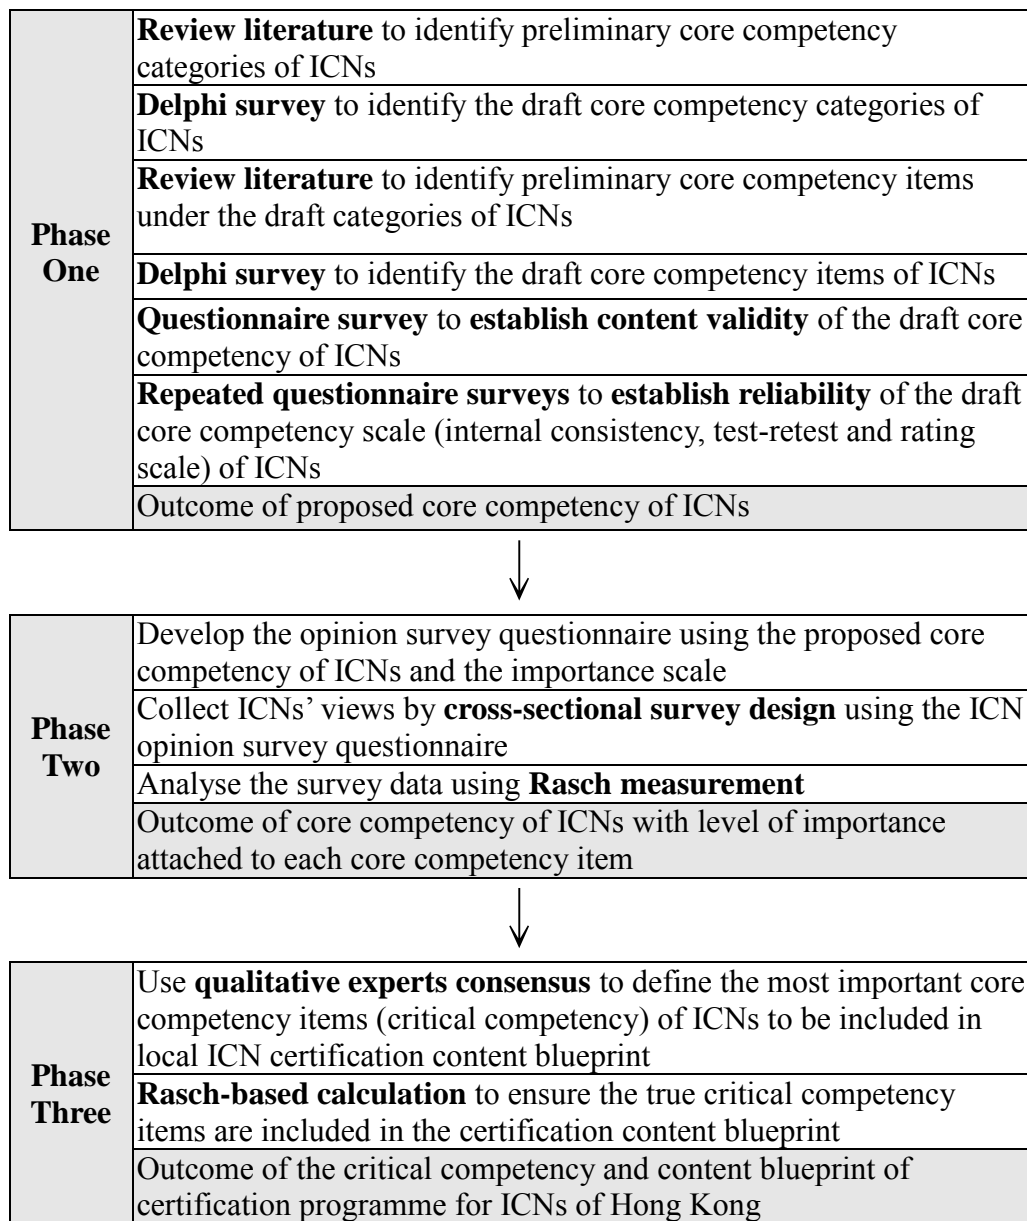 Review literature to identify preliminary core competency
categories of ICNs
Delphi survey to identify the draft core competency categories of
ICNs
Review literature to identify preliminary core competency items
under the draft categories of ICNs
Phase
One
Delphi survey to identify the draft core competency items of ICNs
Questionnaire survey to establish content validity of the draft core
competency of ICNs
Repeated questionnaire surveys to establish reliability of the draft
core competency scale (internal consistency, test-retest and rating
scale) of ICNs
Outcome of proposed core competency of ICNs
Develop the opinion survey questionnaire using the proposed core
competency of ICNs and the importance scale
Phase
Two
Collect ICNs’ views by cross-sectional survey design using the ICN
opinion survey questionnaire
Analyse the survey data using Rasch measurement
Outcome of core competency of ICNs with level of importance
attached to each core competency item
Use qualitative experts consensus to define the most important core
competency items (critical competency) of ICNs to be included in
local ICN certification content blueprint
Phase
Three
Rasch-based calculation to ensure the true critical competency
items are included in the certification content blueprint
Outcome of the critical competency and content blueprint of
certification programme for ICNs of Hong Kong